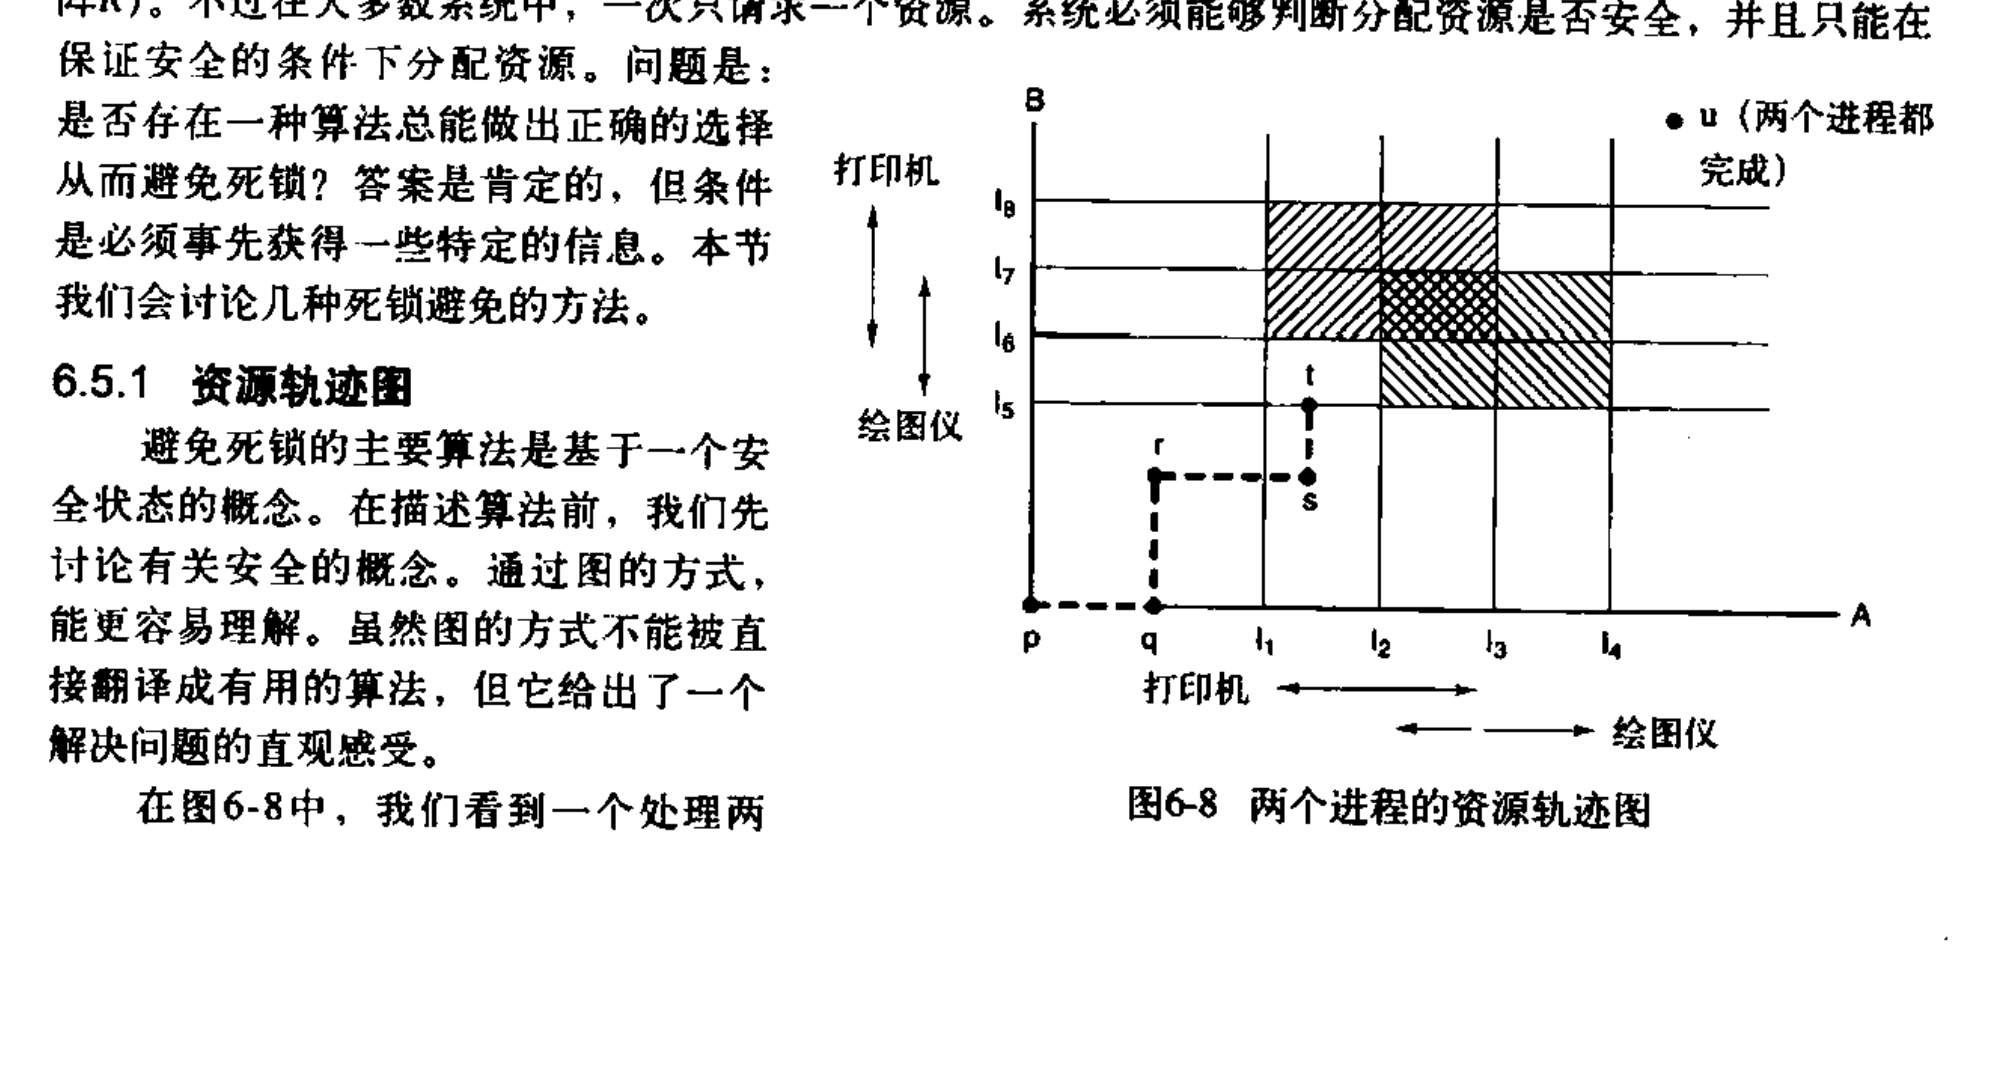 阵R)。不过在大多数系统中，一次只请求一个资源。系统必须能够判断分配资源是否安全，并且只能在
保证安全的条件下分配资源。问题是：
是否存在一种算法总能做出正确的选择
从而避免死锁？答案是肯定的，但条件
是必须事先获得一些特定的信息。本节
我们会讨论几种死锁避免的方法。
6.5.1 资源轨迹图
避免死锁的主要算法是基于一个安
全状态的概念。在描述算法前，我们先
讨论有关安全的概念。通过图的方式，
能更容易理解。虽然图的方式不能被直
接翻译成有用的算法，但它给出了一个
解决问题的直观感受。
在图6-8中，我们看到一个处理两
B
u（两个进程都
完成）
打印机
I8
I7
I6
I5
绘图仪
t
r
s
A
p
q
I1
I2
I3
I4
打印机
绘图仪
图6-8 两个进程的资源轨迹图